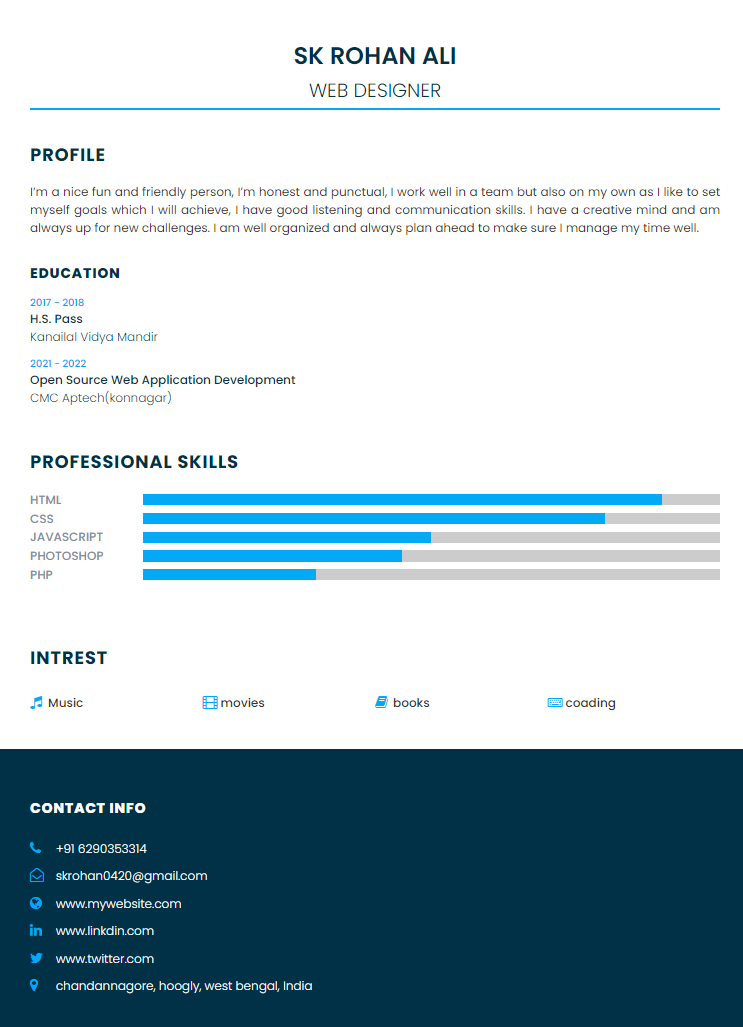 SK ROHAN ALI
WEB DESIGNER
PROFILE
I'm a nice fun and friendly person, I'm honest and punctual, I work well in a team but also on my own as I like to set
myself goals which I will achieve, I have good listening and communication skills. I have a creative mind and am
always up for new challenges. I am well organized and always plan ahead to make sure I manage my time well.
EDUCATION
2017 - 2018
H.S. Pass
Kanailal Vidya Mandir
2021 - 2022
Open Source Web Application Development
CMC Aptech(konnagar)
PROFESSIONAL SKILLS
HTML
CSS
JAVASCRIPT
PHOTOSHOP
PHP
INTREST
Music movies books coading
CONTACT INFO
+91 6290353314
skrohan0420@gmail.com
www.mywebsite.com
www.linkdin.com
www.twitter.com
chandannagore, hoogly, west bengal, India